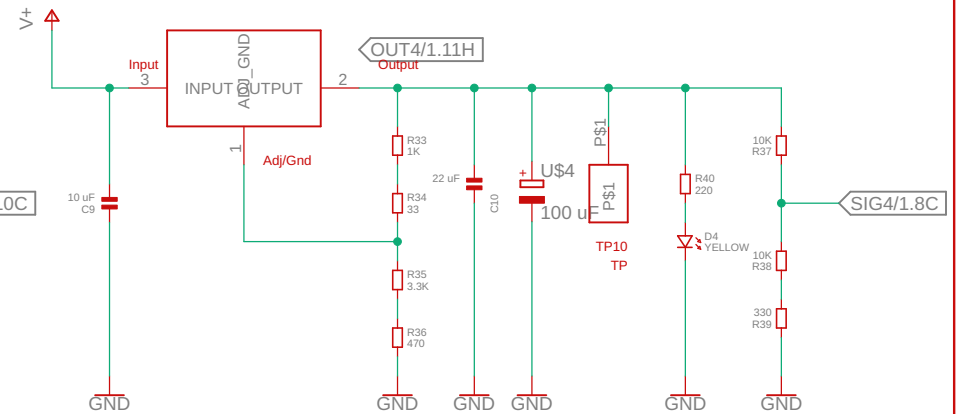 V+
OUT4/1.11H
Input
3
INPUT OUTPUT
ADJ_GND
2
Output
1
Adj/Gnd
R33
1K
R34
33
R35
3.3K
R36
470
10 uF
C9
0C
22 uF
C10
+
U$4
100 uF
P$1
P$1
TP10
TP
R40
220
D4
YELLOW
10K
R37
SIG4/1.8C
10K
R38
330
R39
GND
GND
GND
GND
GND
GND